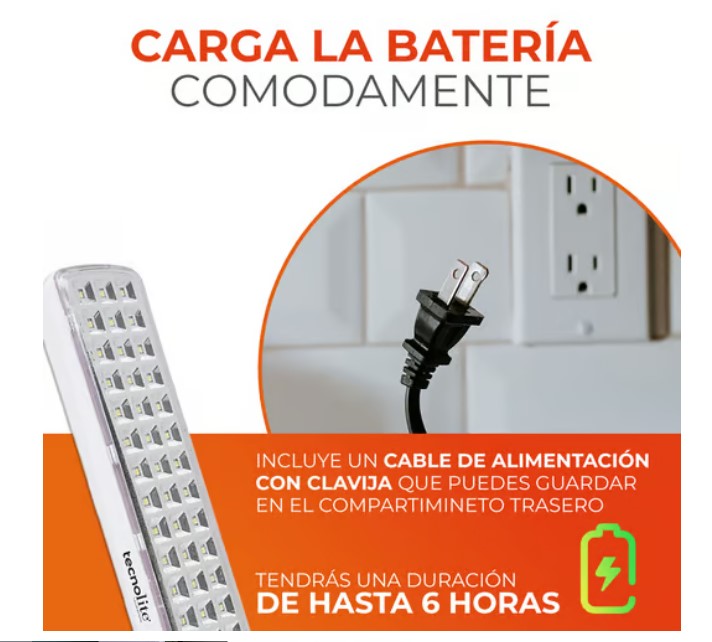 CARGA LA BATERÍA
COMODAMENTE
INCLUYE UN CABLE DE ALIMENTACIÓN
CON CLAVIJA QUE PUEDES GUARDAR
EN EL COMPARTIMINETO TRASERO
tecnolite
TENDRÁS UNA DURACIÓN
DE HASTA 6 HORAS